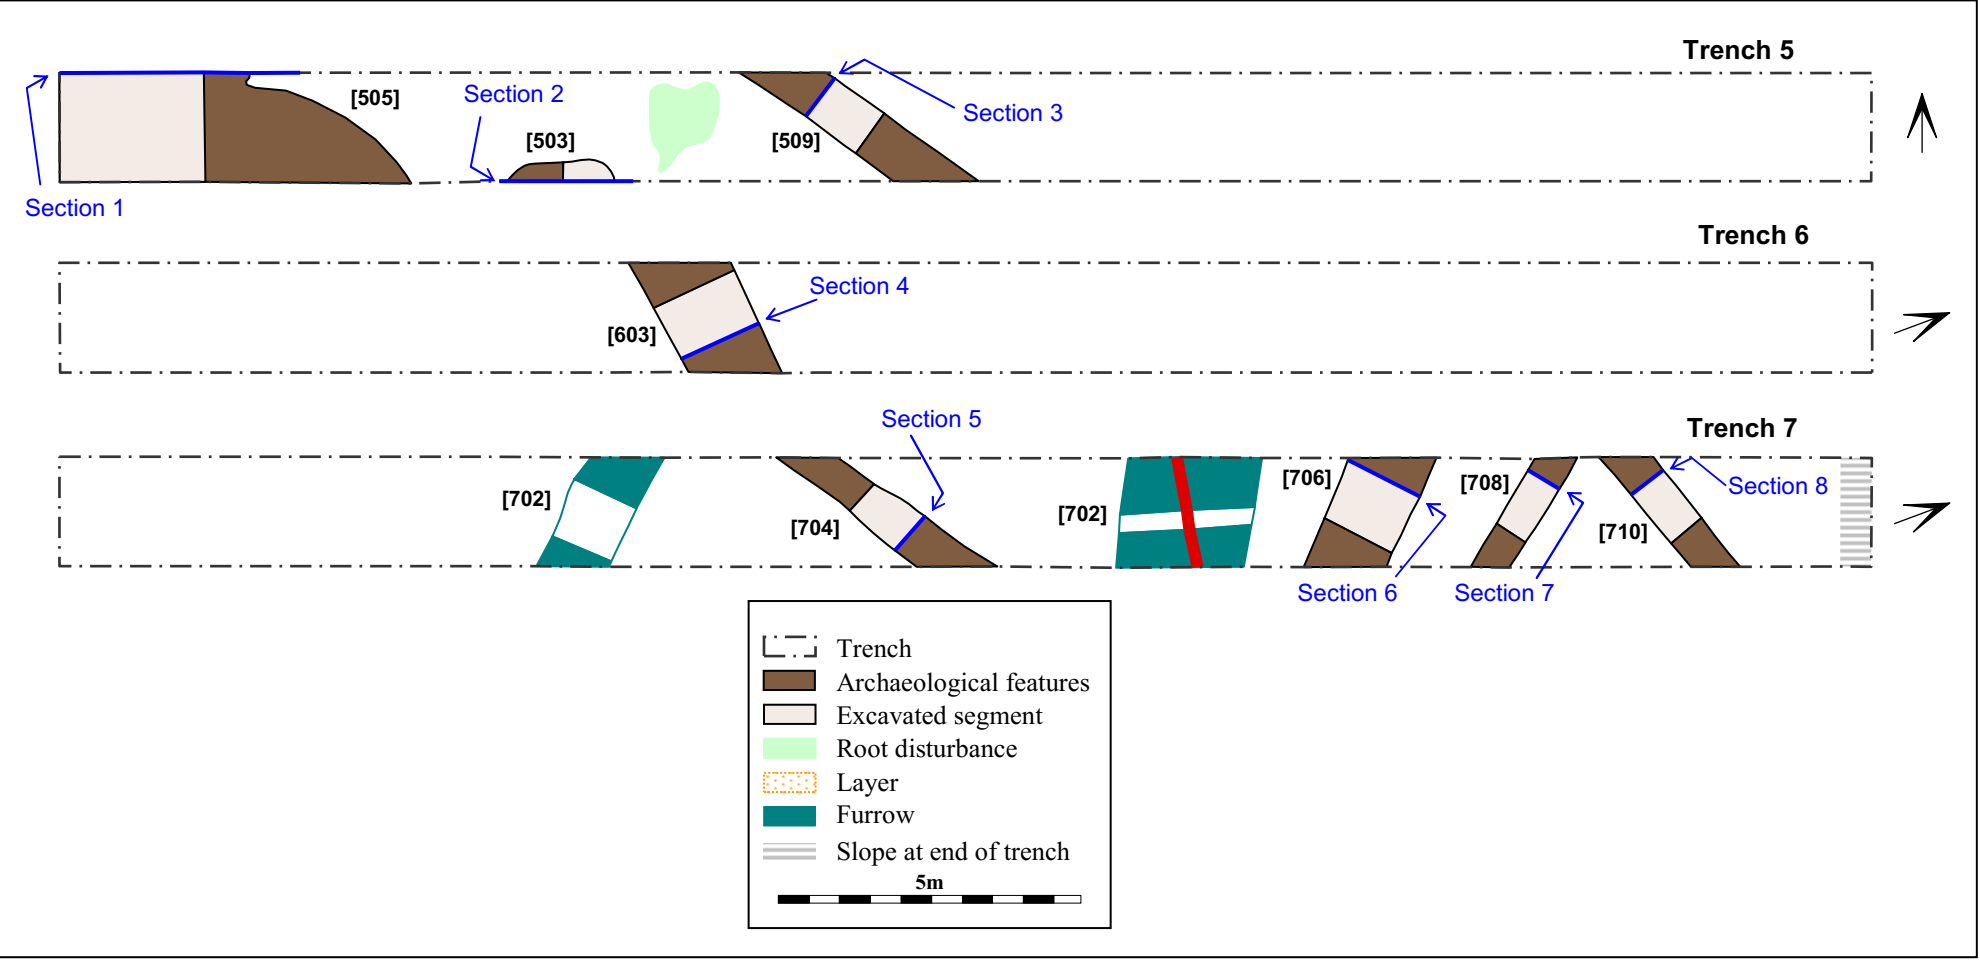 Trench 5
[505]
Section 2
Section 3
[503]
[509]
Section 1
Trench 6
Section 4
[603]
Section 5
Trench 7
[702]
[704]
[702]
[706]
[708]
Section 8
[710]
Section 6
Section 7
Trench
Archaeological features
Excavated segment
Root disturbance
Layer
Furrow
Slope at end of trench
5m